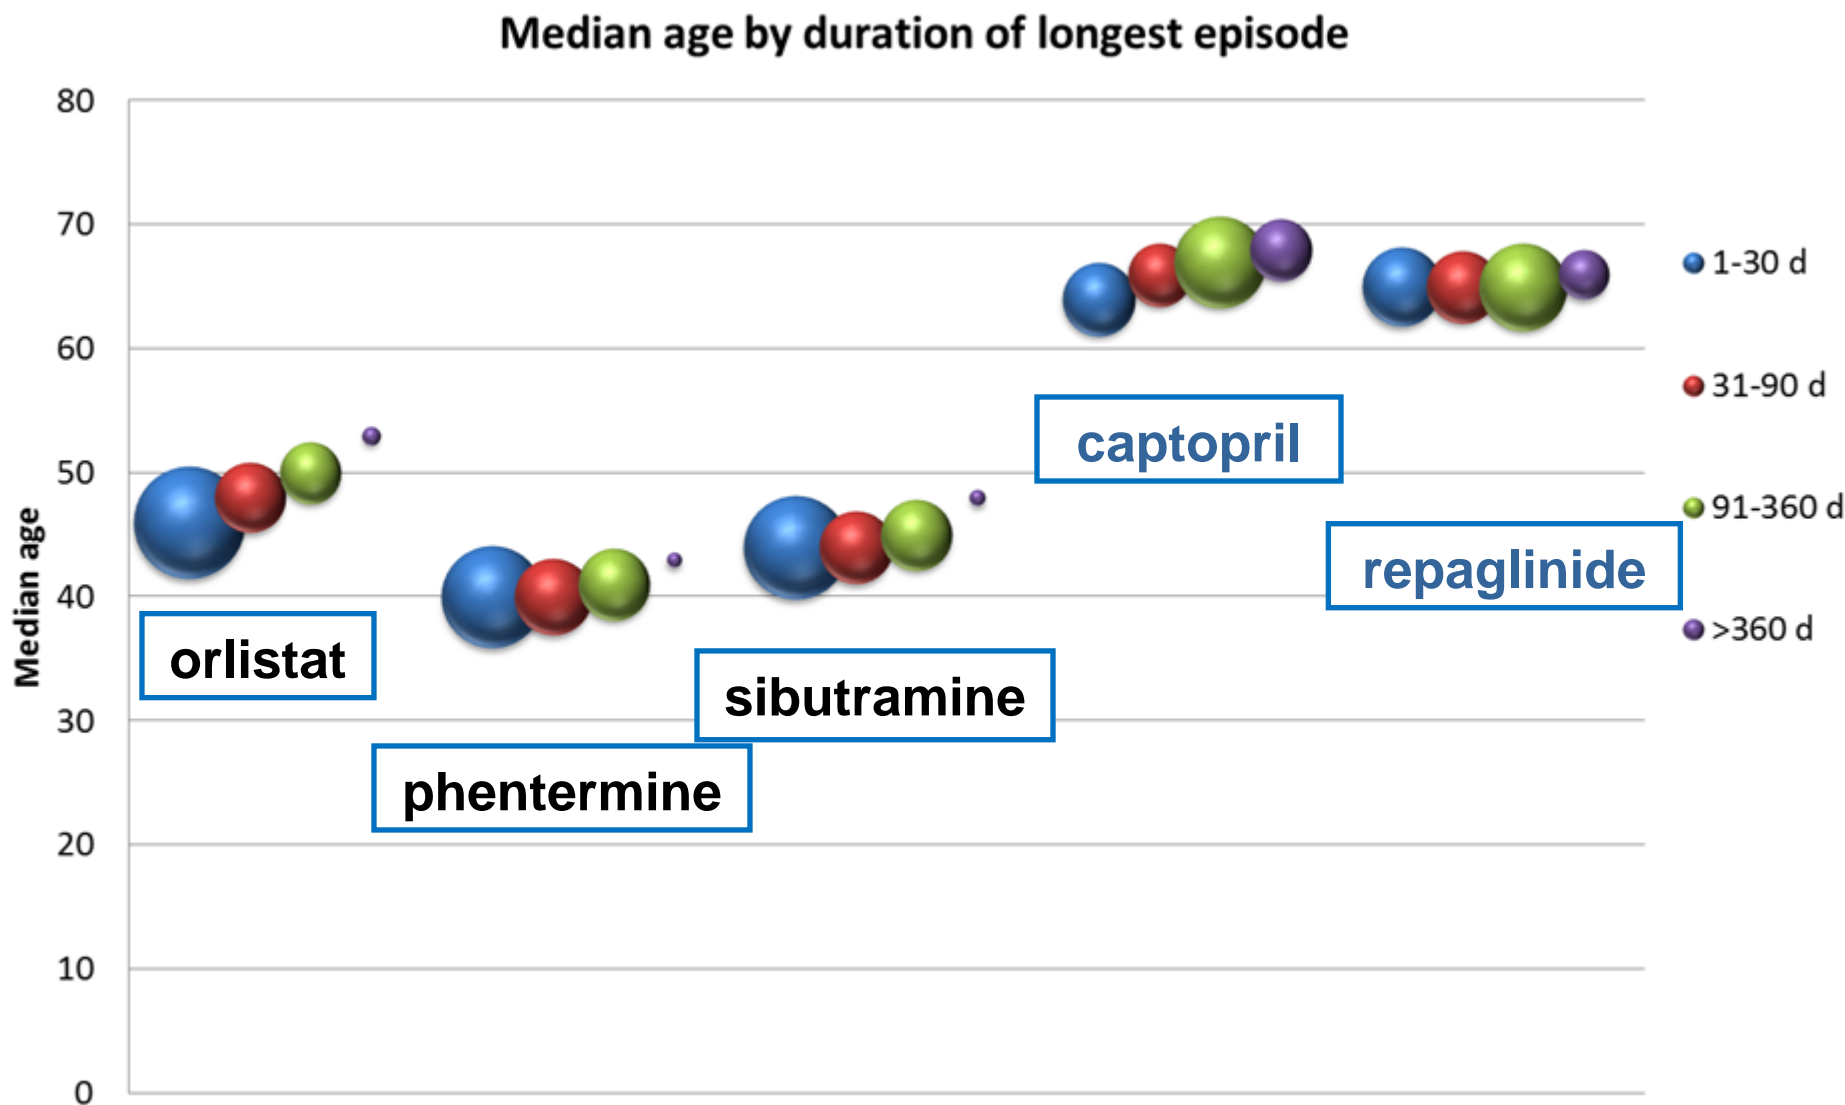 Median age by duration of longest episode
80
70
60
50
40
30
20
10
0
Median age
orlistat
phentermine
sibutramine
captopril
repaglinide
1-30 d
31-90 d
91-360 d
>360 d